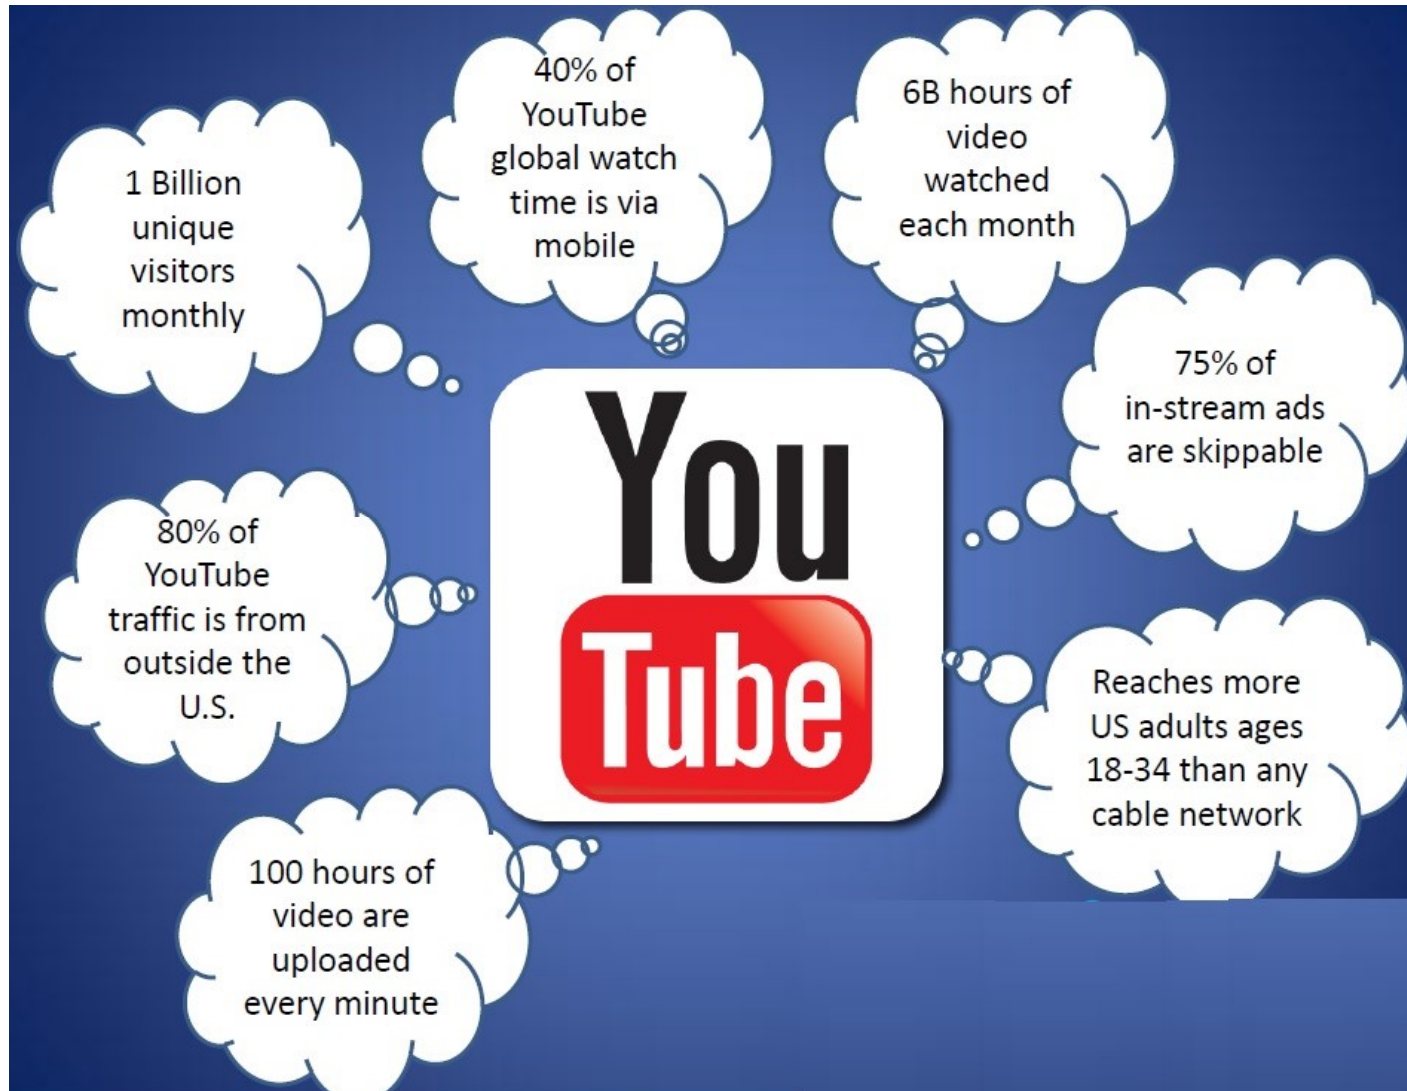 1 Billion
unique
visitors
monthly
40% of
YouTube
global watch
time is via
mobile
6B hours of
video
watched
each month
75% of
in-stream ads
are skippable
80% of
YouTube
traffic is from
outside the
U.S.
You
Tube
Reaches more
US adults ages
18-34 than any
cable network
100 hours of
video are
uploaded
every minute